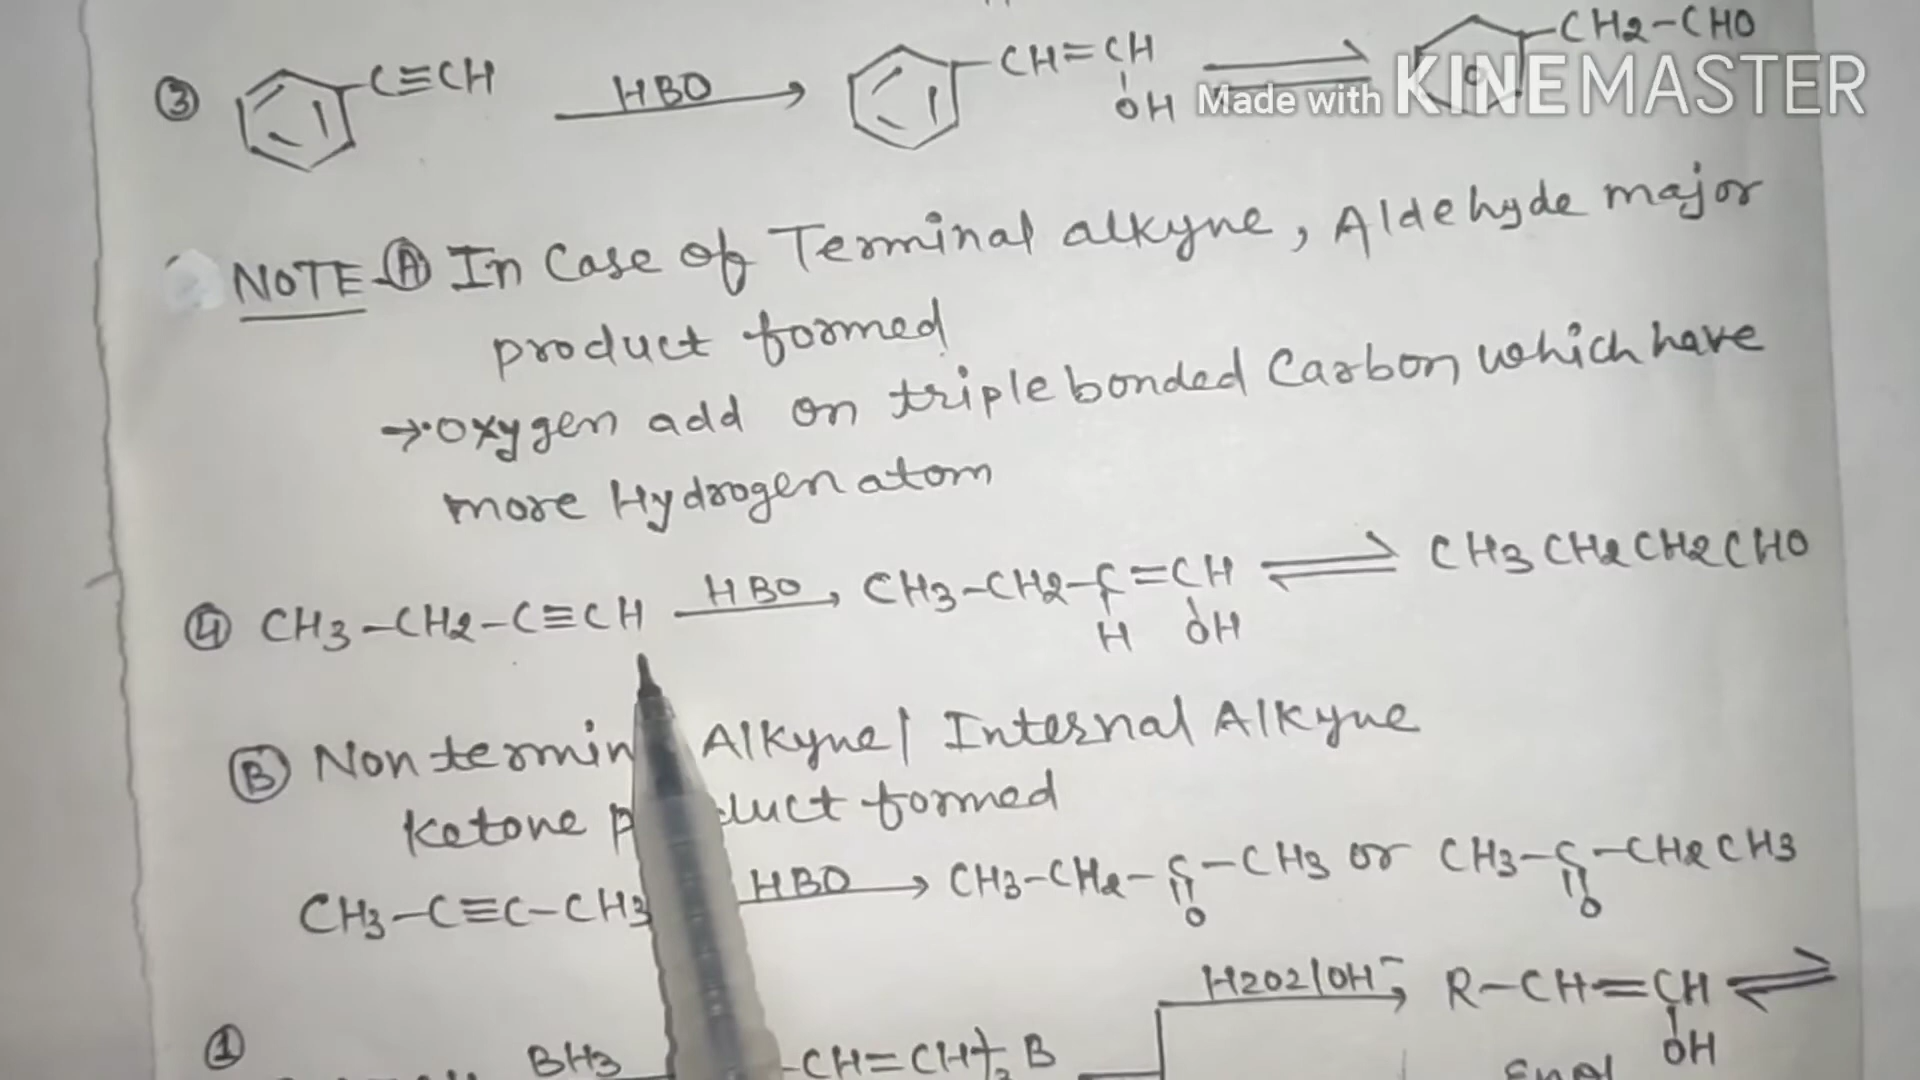 ③ C≡CH HBO CH=CH OH CH2-CHO
Made with KINEMASTER
NOTE-Ⓐ In Case of Terminal alkyne, Aldehyde major
product formed
→ Oxygen add on triple bonded Carbon which have
more Hydrogen atom
④ CH3-CH2-C≡CH HBO CH3-CH2-C=CH ⇌ CH3CH2CH2CHO
H OH
Ⓑ Non termin Alkyne/ Internal Alkyne
Ketone p duct formed
CH3-C≡C-CH3 HBO → CH3-CH2-C-CH3 or CH3-C-CH2CH3
O O
H2O2/OH- R-CH=CH ⇌
OH
① BH3 -CH=CH)3 B
Enol